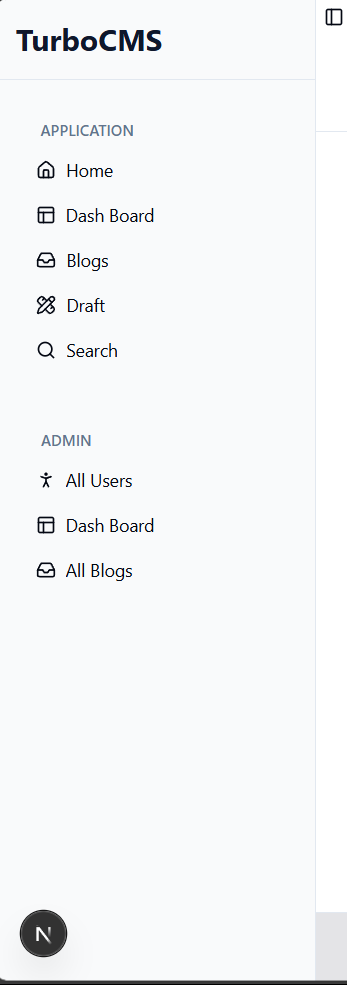 TurboCMS
APPLICATION
Home
Dash Board
Blogs
Draft
Search
ADMIN
All Users
Dash Board
All Blogs
N